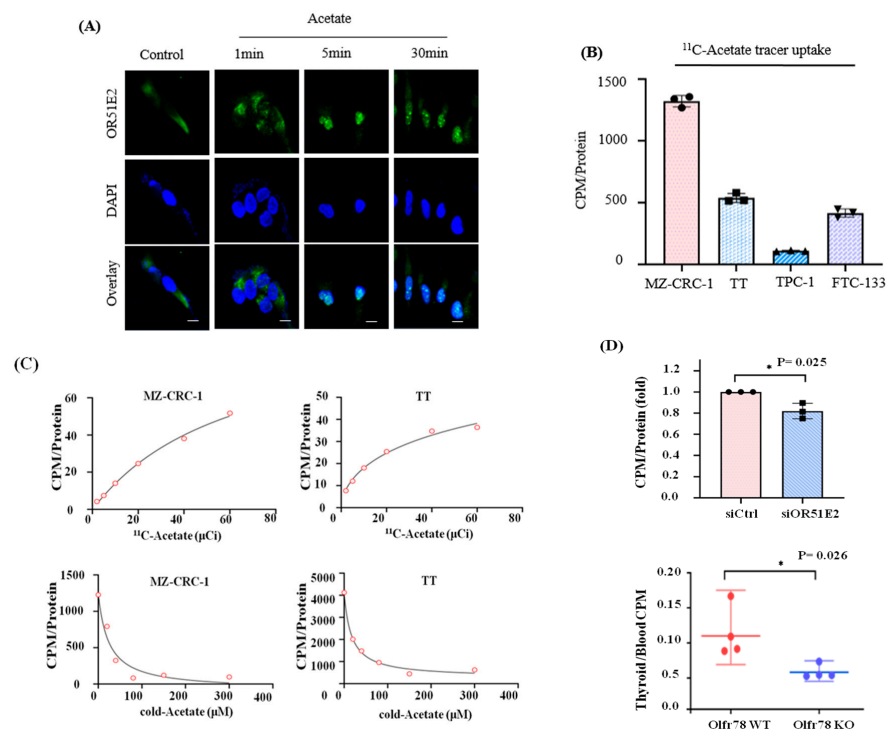 (A)
Acetate
Control
1min
5min
30min
OR51E2
DAPI
Overlay
(B)
¹¹C-Acetate tracer uptake
CPM/Protein
1500
1000
500
0
MZ-CRC-1
TT
TPC-1
FTC-133
(C)
MZ-CRC-1
CPM/Protein
60
40
20
0
0
20
40
60
80
¹¹C-Acetate (µCi)
TT
CPM/Protein
50
40
30
20
10
0
0
20
40
60
80
¹¹C-Acetate (µCi)
MZ-CRC-1
CPM/Protein
1500
1000
500
0
0
100
200
300
400
cold-Acetate (µM)
TT
CPM/Protein
5000
4000
3000
2000
1000
0
0
100
200
300
400
cold-Acetate (µM)
(D)
P= 0.025
*
CPM/Protein (fold)
1.2
1.0
0.8
0.6
0.4
0.2
0.0
siCtrl
siOR51E2
P= 0.026
*
Thyroid/Blood CPM
0.20
0.15
0.10
0.5
0.0
Olfr78 WT
Olfr78 KO